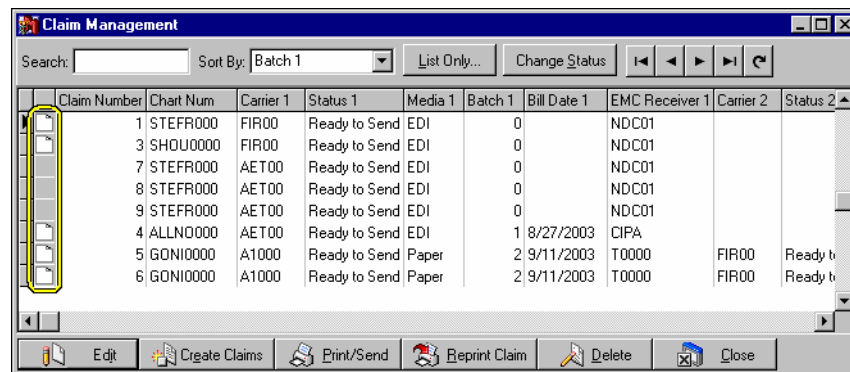 Claim Management
Search: Sort By: Batch 1 List Only... Change Status
Claim Number Chart Num Carrier 1 Status 1 Media 1 Batch 1 Bill Date 1 EMC Receiver 1 Carrier 2 Status 2
1 STEFR000 FIR00 Ready to Send EDI 0 NDC01
3 SHOU0000 FIR00 Ready to Send EDI 0 NDC01
7 STEFR000 AET00 Ready to Send EDI 0 NDC01
8 STEFR000 AET00 Ready to Send EDI 0 NDC01
9 STEFR000 AET00 Ready to Send EDI 0 NDC01
4 ALLNO000 AET00 Ready to Send EDI 1 8/27/2003 CIPA
5 GONI0000 A1000 Ready to Send Paper 2 9/11/2003 T0000 FIR00 Ready t
6 GONI0000 A1000 Ready to Send Paper 2 9/11/2003 T0000 FIR00 Ready t
Edit Create Claims Print/Send Reprint Claim Delete Close